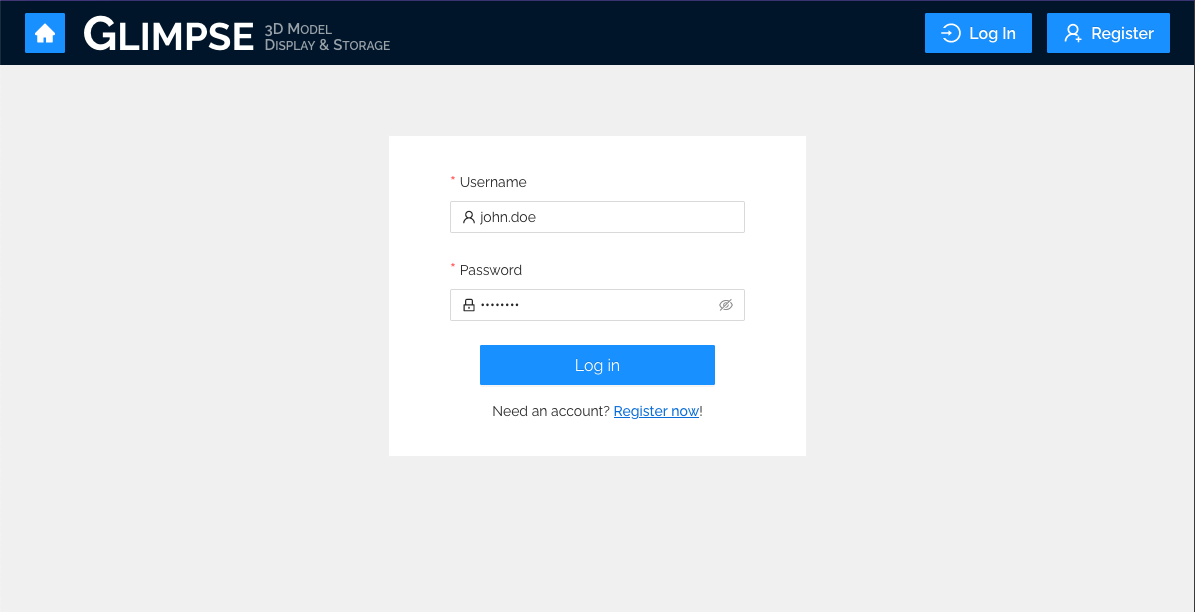 GLIMPSE
3D MODEL
DISPLAY & STORAGE
Log In
Register
* Username
john.doe
* Password
••••••••
Log in
Need an account? Register now!